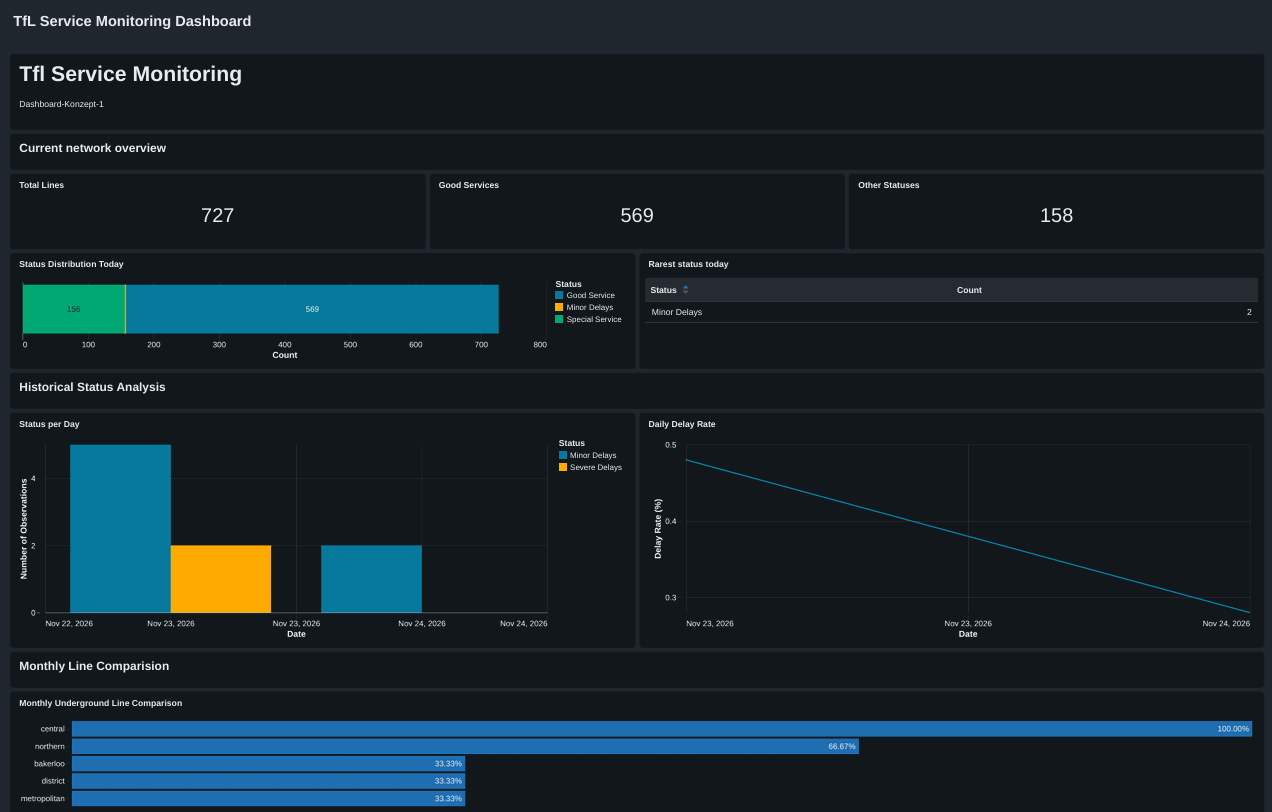 TfL Service Monitoring Dashboard
Tfl Service Monitoring
Dashboard-Konzept-1
Current network overview
Total Lines
727
Good Services
569
Other Statuses
158
Status Distribution Today
156
569
0 100 200 300 400 500 600 700 800
Count
Status
Good Service
Minor Delays
Special Service
Rarest status today
Status Count
Minor Delays 2
Historical Status Analysis
Status per Day
Number of Observations
4
2
0
Nov 22, 2026 Nov 23, 2026 Nov 23, 2026 Nov 24, 2026 Nov 24, 2026
Date
Status
Minor Delays
Severe Delays
Daily Delay Rate
Delay Rate (%)
0.5
0.4
0.3
Nov 23, 2026 Nov 23, 2026 Nov 24, 2026
Date
Monthly Line Comparision
Monthly Underground Line Comparison
central 100.00%
northern 66.67%
bakerloo 33.33%
district 33.33%
metropolitan 33.33%